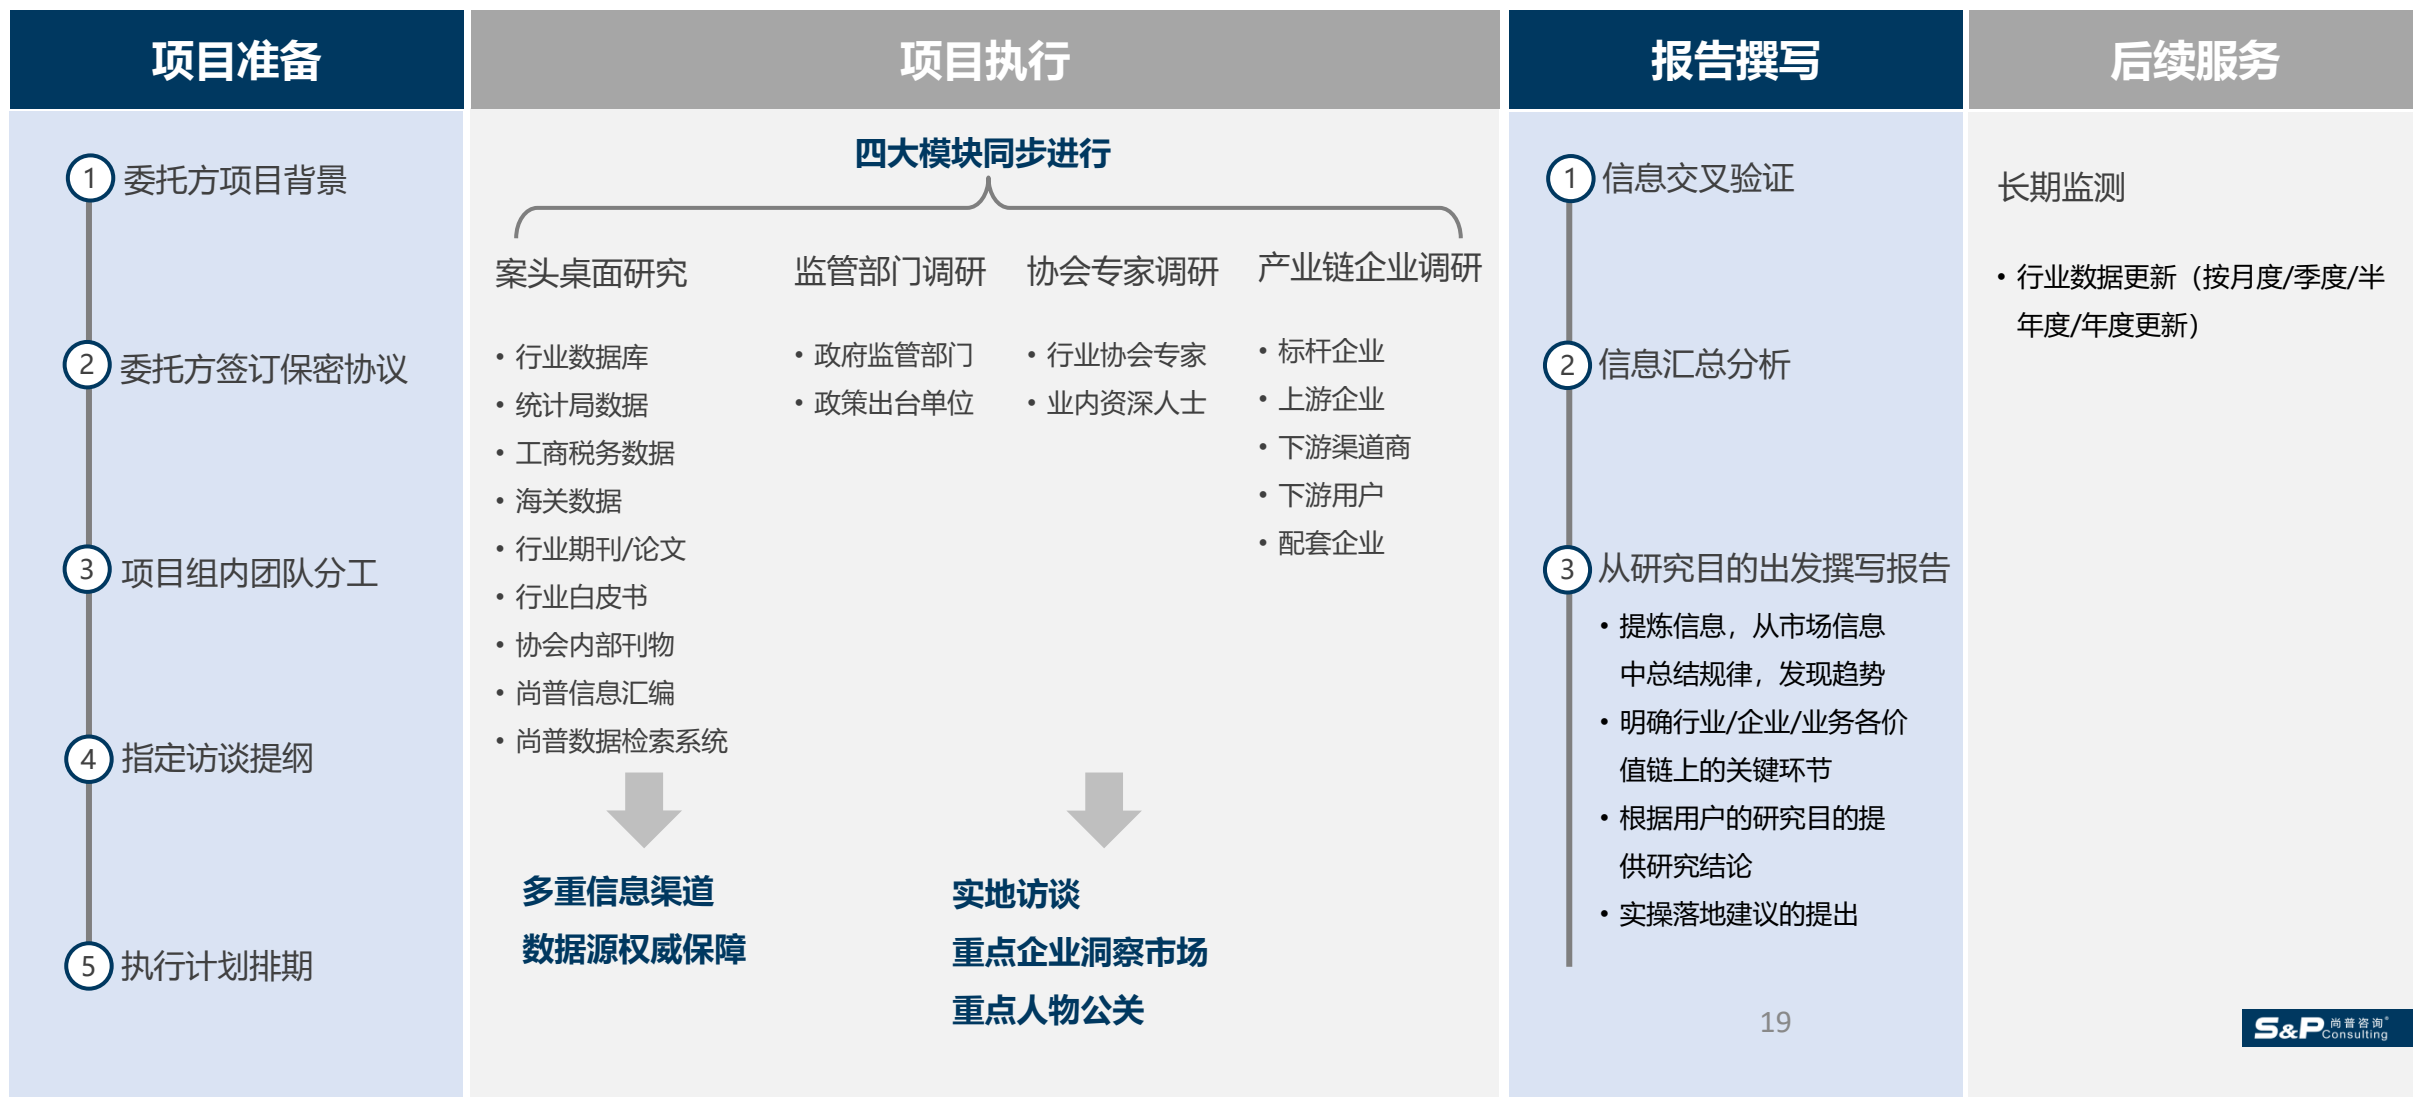 项目准备
1 委托方项目背景
2 委托方签订保密协议
3 项目组内团队分工
4 指定访谈提纲
5 执行计划排期
项目执行
四大模块同步进行
案头桌面研究
• 行业数据库
• 统计局数据
• 工商税务数据
• 海关数据
• 行业期刊/论文
• 行业白皮书
• 协会内部刊物
• 尚普信息汇编
• 尚普数据检索系统
多重信息渠道
数据源权威保障
监管部门调研
• 政府监管部门
• 政策出台单位
协会专家调研
• 行业协会专家
• 业内资深人士
产业链企业调研
• 标杆企业
• 上游企业
• 下游渠道商
• 下游用户
• 配套企业
实地访谈
重点企业洞察市场
重点人物公关
报告撰写
1 信息交叉验证
2 信息汇总分析
3 从研究目的出发撰写报告
• 提炼信息，从市场信息
中总结规律，发现趋势
• 明确行业/企业/业务各价
值链上的关键环节
• 根据用户的研究目的提
供研究结论
• 实操落地建议的提出
19
后续服务
长期监测
• 行业数据更新（按月度/季度/半
年度/年度更新）
S&P 尚普咨询®
Consulting